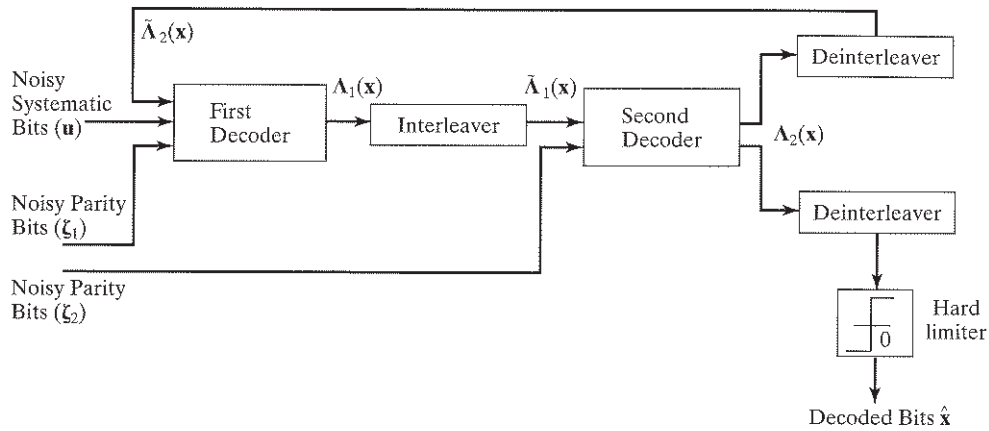 Λ̃₂(x)
Deinterleaver
Noisy
Systematic
Bits (u)
First
Decoder
Λ₁(x)
Interleaver
Λ̃₁(x)
Second
Decoder
Λ₂(x)
Noisy Parity
Bits (ζ₁)
Deinterleaver
Noisy Parity
Bits (ζ₂)
0
Hard
limiter
Decoded Bits x̂